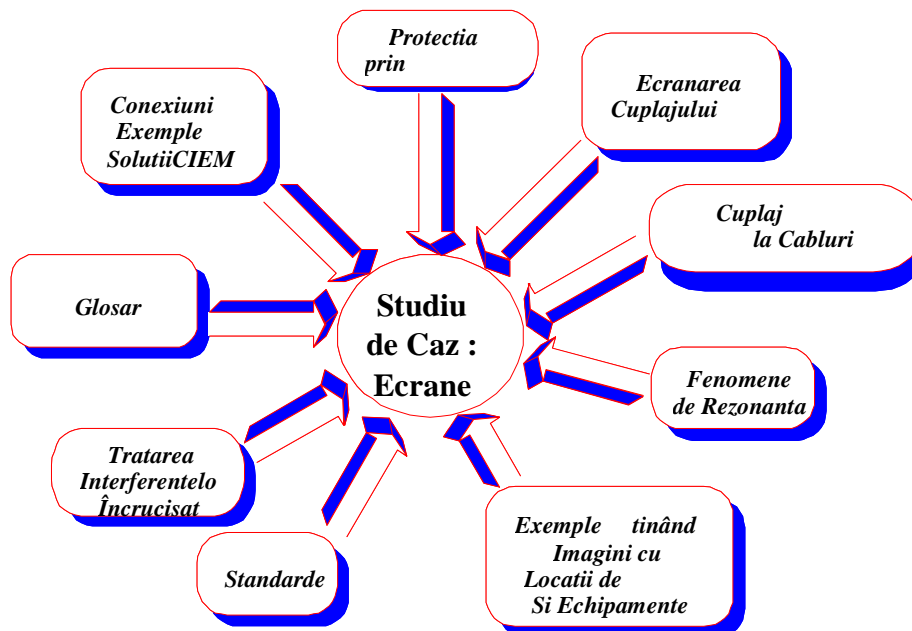 Protectia
prin
Ecranarea
Cuplajului
Conexiuni
Exemple
SolutiiCIEM
Cuplaj
la Cabluri
Glosar
Studiu
de Caz :
Ecrane
Fenomene
de Rezonanta
Tratarea
Interferentelo
Încrucisat
Exemple tinând
Imagini cu
Locatii de
Si Echipamente
Standarde